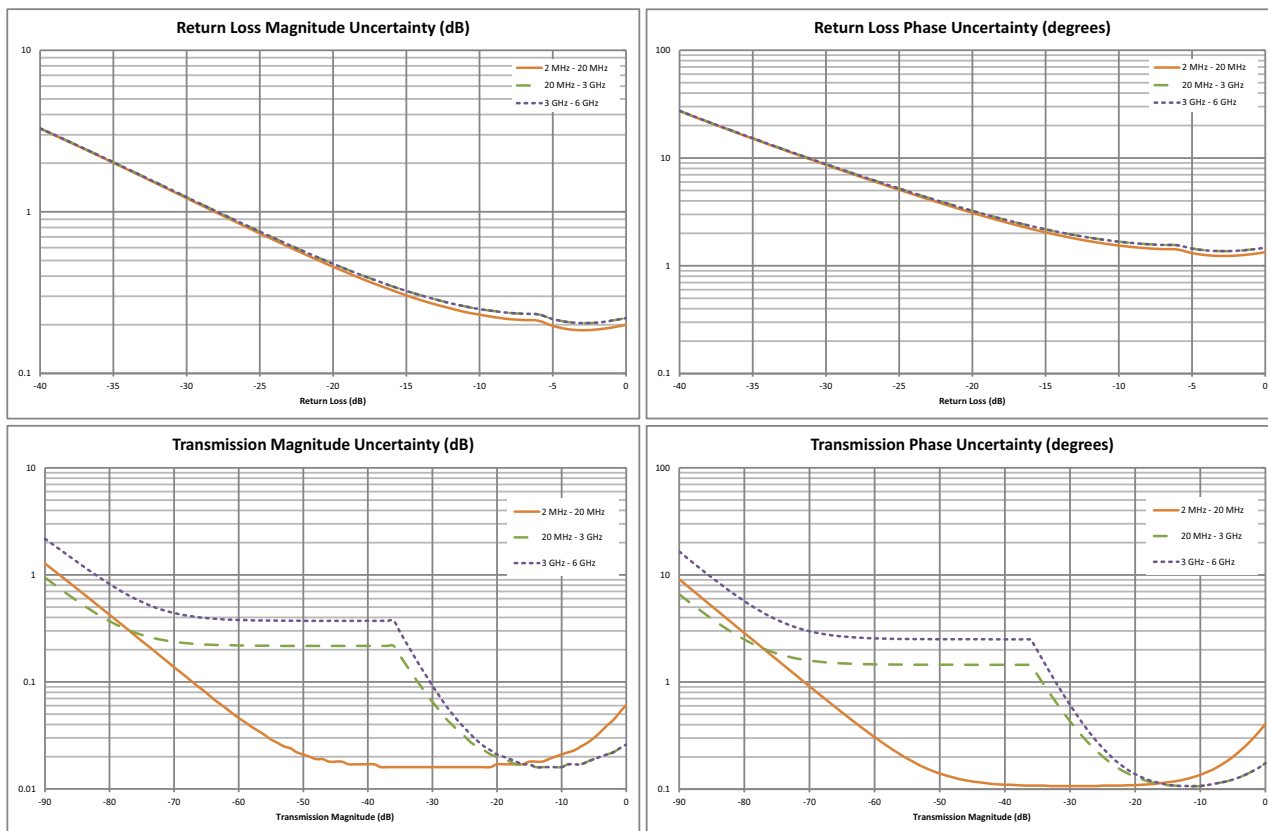 Return Loss Magnitude Uncertainty (dB)
10
1
0.1
2 MHz - 20 MHz
20 MHz - 3 GHz
3 GHz - 6 GHz
-40 -35 -30 -25 -20 -15 -10 -5 0
Return Loss (dB)
Return Loss Phase Uncertainty (degrees)
100
10
1
0.1
2 MHz - 20 MHz
20 MHz - 3 GHz
3 GHz - 6 GHz
-40 -35 -30 -25 -20 -15 -10 -5 0
Return Loss (dB)
Transmission Magnitude Uncertainty (dB)
10
1
0.1
0.01
2 MHz - 20 MHz
20 MHz - 3 GHz
3 GHz - 6 GHz
-90 -80 -70 -60 -50 -40 -30 -20 -10 0
Transmission Magnitude (dB)
Transmission Phase Uncertainty (degrees)
100
10
1
0.1
2 MHz - 20 MHz
20 MHz - 3 GHz
3 GHz - 6 GHz
-90 -80 -70 -60 -50 -40 -30 -20 -10 0
Transmission Magnitude (dB)